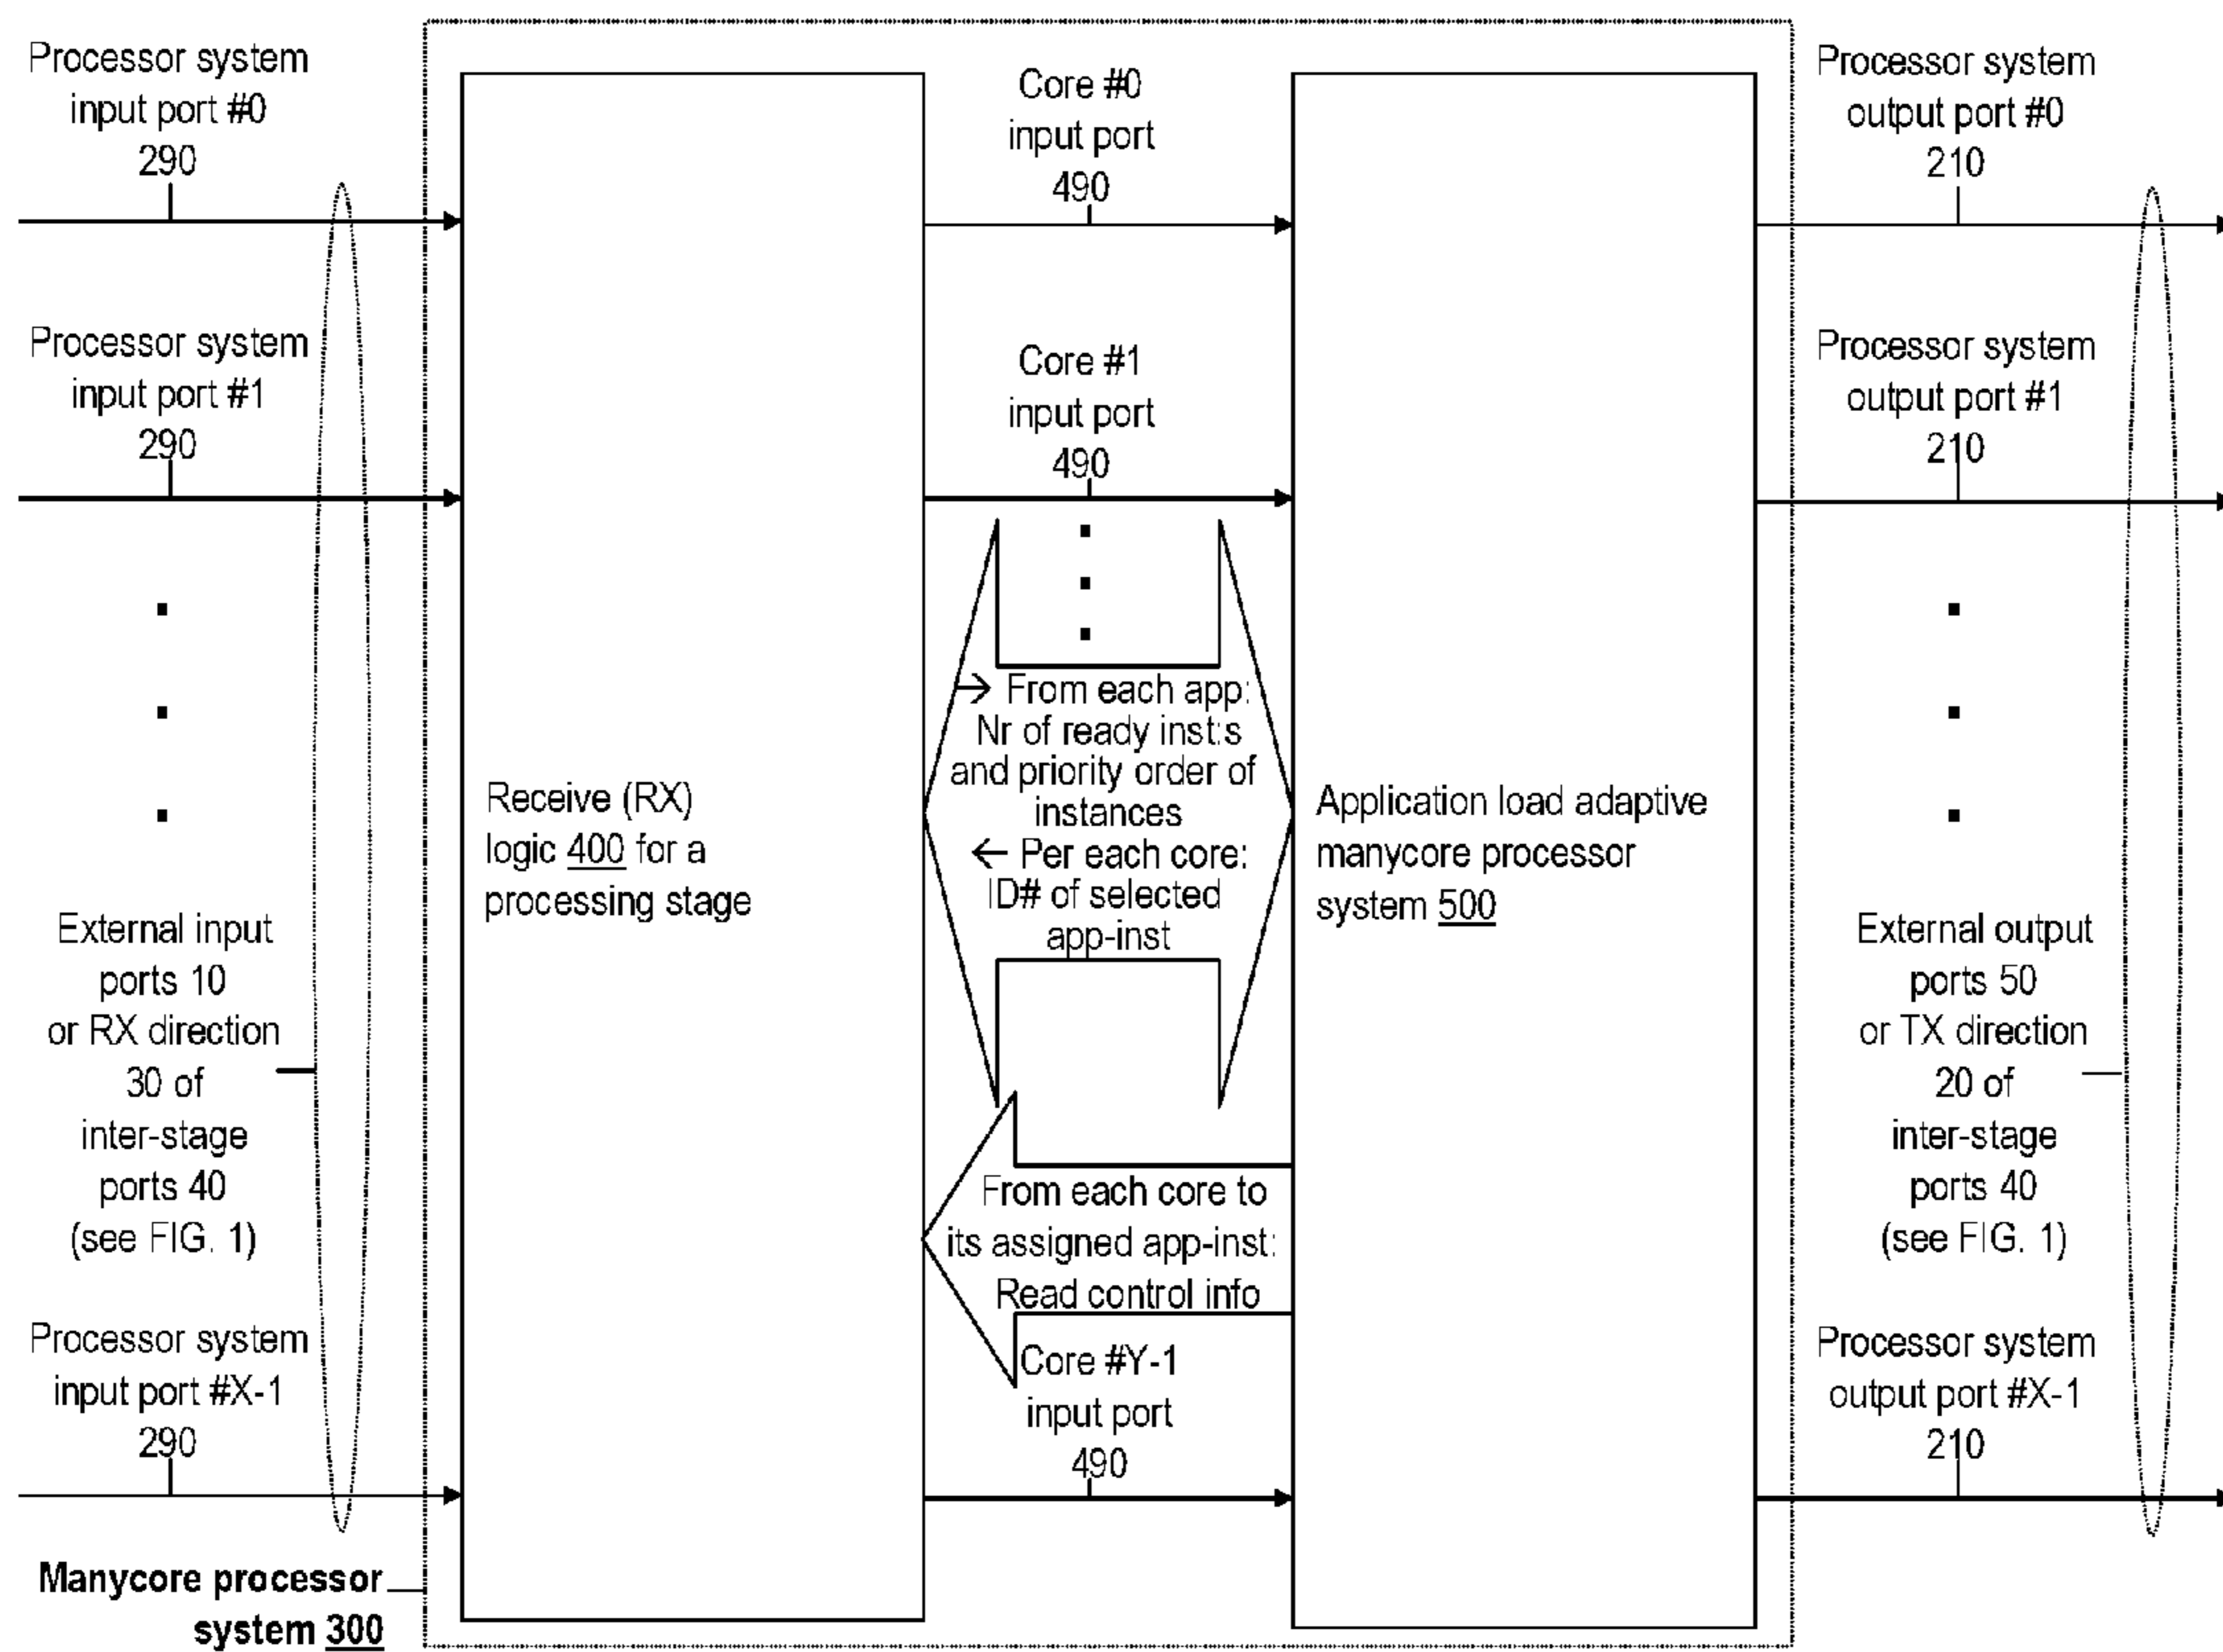 Processor system
input port #0
290
Processor system
input port #1
290
External input
ports 10
or RX direction
30 of
inter-stage
ports 40
(see FIG. 1)
Processor system
input port #X-1
290
Manycore processor
system 300
Receive (RX)
logic 400 for a
processing stage
Core #0
input port
490
Core #1
input port
490
→ From each app:
Nr of ready inst:s
and priority order of
instances
← Per each core:
ID# of selected
app-inst
From each core to
its assigned app-inst:
Read control info
Core #Y-1
input port
490
Application load adaptive
manycore processor
system 500
Processor system
output port #0
210
Processor system
output port #1
210
External output
ports 50
or TX direction
20 of
inter-stage
ports 40
(see FIG. 1)
Processor system
output port #X-1
210